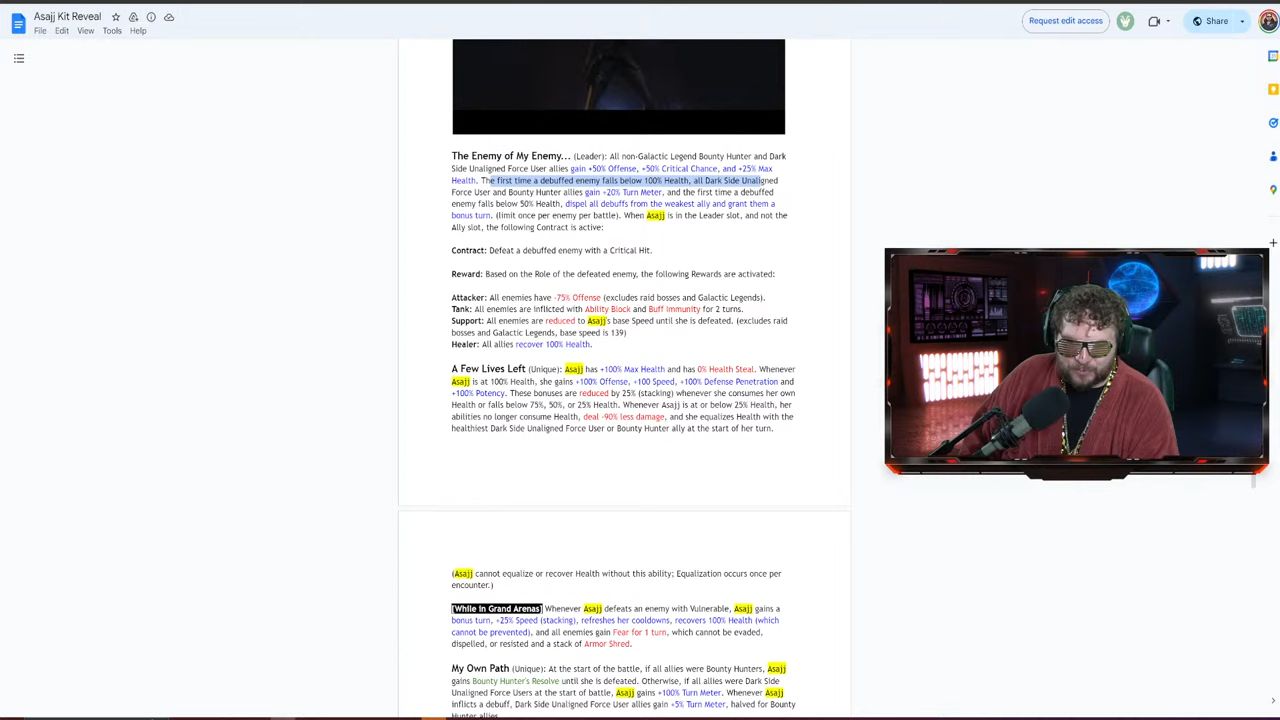 Asajj Kit Reveal
File Edit View Tools Help
Request edit access
Share
The Enemy of My Enemy... (Leader): All non-Galactic Legend Bounty Hunter and Dark
Side Unaligned Force User allies gain +50% Offense, +50% Critical Chance, and +25% Max
Health. The first time a debuffed enemy falls below 100% Health, all Dark Side Unaligned
Force User and Bounty Hunter allies gain +20% Turn Meter, and the first time a debuffed
enemy falls below 50% Health, dispel all debuffs from the weakest ally and grant them a
bonus turn. (limit once per enemy per battle). When Asajj is in the Leader slot, and not the
Ally slot, the following Contract is active:
Contract: Defeat a debuffed enemy with a Critical Hit.
Reward: Based on the Role of the defeated enemy, the following Rewards are activated:
Attacker: All enemies have -75% Offense (excludes raid bosses and Galactic Legends).
Tank: All enemies are inflicted with Ability Block and Buff Immunity for 2 turns.
Support: All enemies are reduced to Asajj's base Speed until she is defeated. (excludes raid
bosses and Galactic Legends, base speed is 139)
Healer: All allies recover 100% Health.
A Few Lives Left (Unique): Asajj has +100% Max Health and has 0% Health Steal. Whenever
Asajj is at 100% Health, she gains +100% Offense, +100 Speed, +100% Defense Penetration and
+100% Potency. These bonuses are reduced by 25% (stacking) whenever she consumes her own
Health or falls below 75%, 50%, or 25% Health. Whenever Asajj is at or below 25% Health, her
abilities no longer consume Health, deal -90% less damage, and she equalizes Health with the
healthiest Dark Side Unaligned Force User or Bounty Hunter ally at the start of her turn.
(Asajj cannot equalize or recover Health without this ability; Equalization occurs once per
encounter.)
[While in Grand Arenas] Whenever Asajj defeats an enemy with Vulnerable, Asajj gains a
bonus turn, +25% Speed (stacking), refreshes her cooldowns, recovers 100% Health (which
cannot be prevented), and all enemies gain Fear for 1 turn, which cannot be evaded,
dispelled, or resisted and a stack of Armor Shred.
My Own Path (Unique): At the start of the battle, if all allies were Bounty Hunters, Asajj
gains Bounty Hunter's Resolve until she is defeated. Otherwise, if all allies were Dark Side
Unaligned Force Users at the start of battle, Asajj gains +100% Turn Meter. Whenever Asajj
inflicts a debuff, Dark Side Unaligned Force User allies gain +5% Turn Meter, halved for Bounty
Hunter allies.